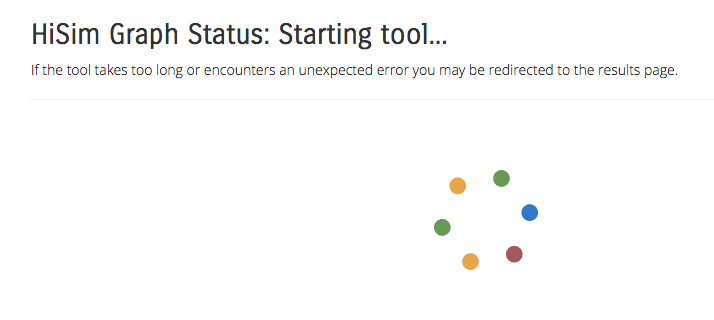 HiSim Graph Status: Starting tool...
If the tool takes too long or encounters an unexpected error you may be redirected to the results page.